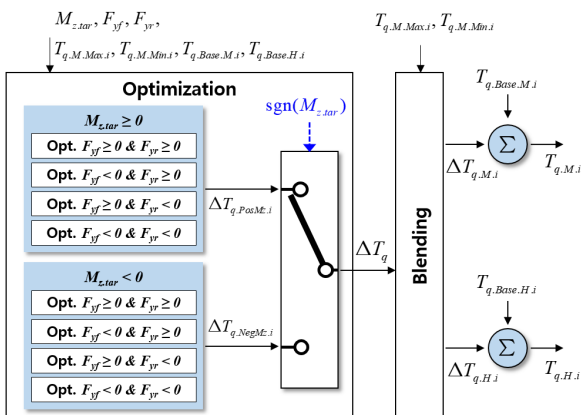 M_{z.tar}, F_{yf}, F_{yr},
T_{q.M.Max.i}, T_{q.M.Min.i}, T_{q.Base.M.i}, T_{q.Base.H.i}
T_{q.M.Max.i}, T_{q.M.Min.i}
Optimization
M_{z.tar} ≥ 0
Opt. F_{yf} ≥ 0 & F_{yr} ≥ 0
Opt. F_{yf} < 0 & F_{yr} ≥ 0
Opt. F_{yf} ≥ 0 & F_{yr} < 0
Opt. F_{yf} < 0 & F_{yr} < 0
M_{z.tar} < 0
Opt. F_{yf} ≥ 0 & F_{yr} ≥ 0
Opt. F_{yf} < 0 & F_{yr} ≥ 0
Opt. F_{yf} ≥ 0 & F_{yr} < 0
Opt. F_{yf} < 0 & F_{yr} < 0
sgn(M_{z.tar})
ΔT_{q.PosMz.i}
ΔT_{q.NegMz.i}
ΔT_q
Blending
T_{q.Base.M.i}
Σ
ΔT_{q.M.i}
T_{q.M.i}
T_{q.Base.H.i}
Σ
ΔT_{q.H.i}
T_{q.H.i}